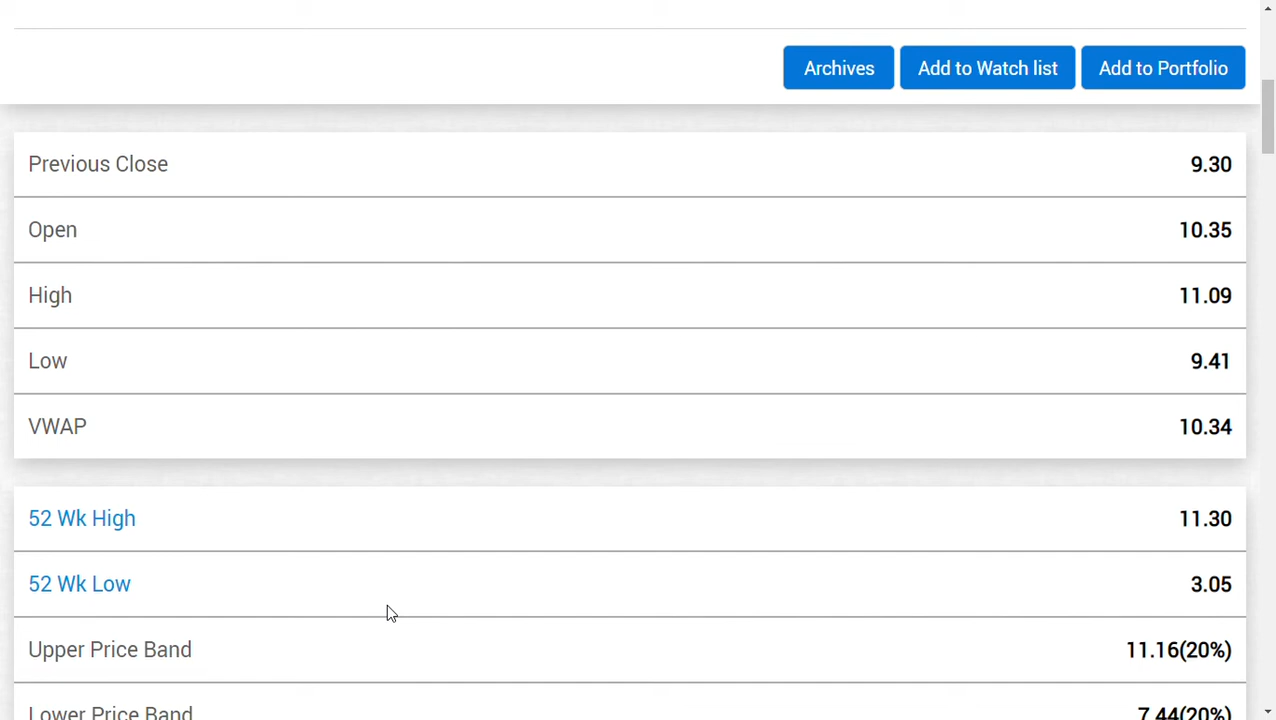 Archives Add to Watch list Add to Portfolio
Previous Close 9.30
Open 10.35
High 11.09
Low 9.41
VWAP 10.34
52 Wk High 11.30
52 Wk Low 3.05
Upper Price Band 11.16(20%)
Lower Price Band 7.44(20%)